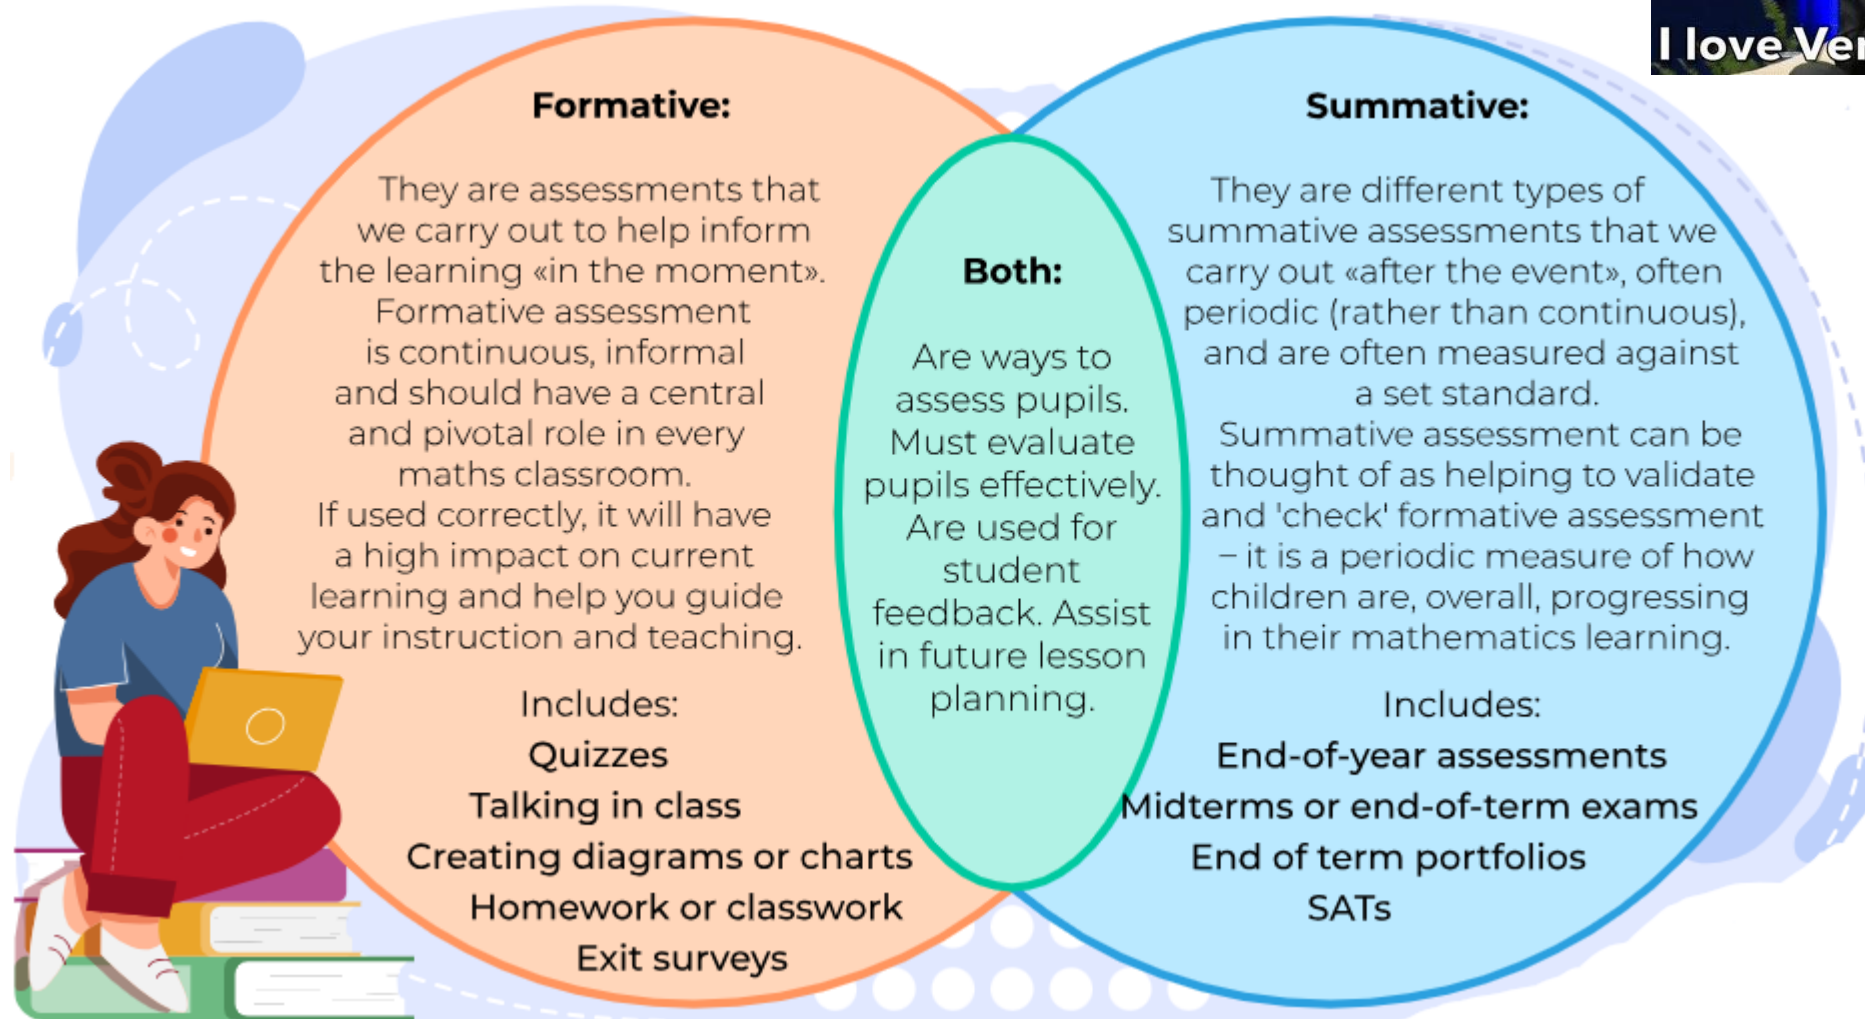 I love Ver
Formative:
They are assessments that
we carry out to help inform
the learning «in the moment».
Formative assessment
is continuous, informal
and should have a central
and pivotal role in every
maths classroom.
If used correctly, it will have
a high impact on current
learning and help you guide
your instruction and teaching.
Includes:
Quizzes
Talking in class
Creating diagrams or charts
Homework or classwork
Exit surveys
Both:
Are ways to
assess pupils.
Must evaluate
pupils effectively.
Are used for
student
feedback. Assist
in future lesson
planning.
Summative:
They are different types of
summative assessments that we
carry out «after the event», often
periodic (rather than continuous),
and are often measured against
a set standard.
Summative assessment can be
thought of as helping to validate
and 'check' formative assessment
– it is a periodic measure of how
children are, overall, progressing
in their mathematics learning.
Includes:
End-of-year assessments
Midterms or end-of-term exams
End of term portfolios
SATs